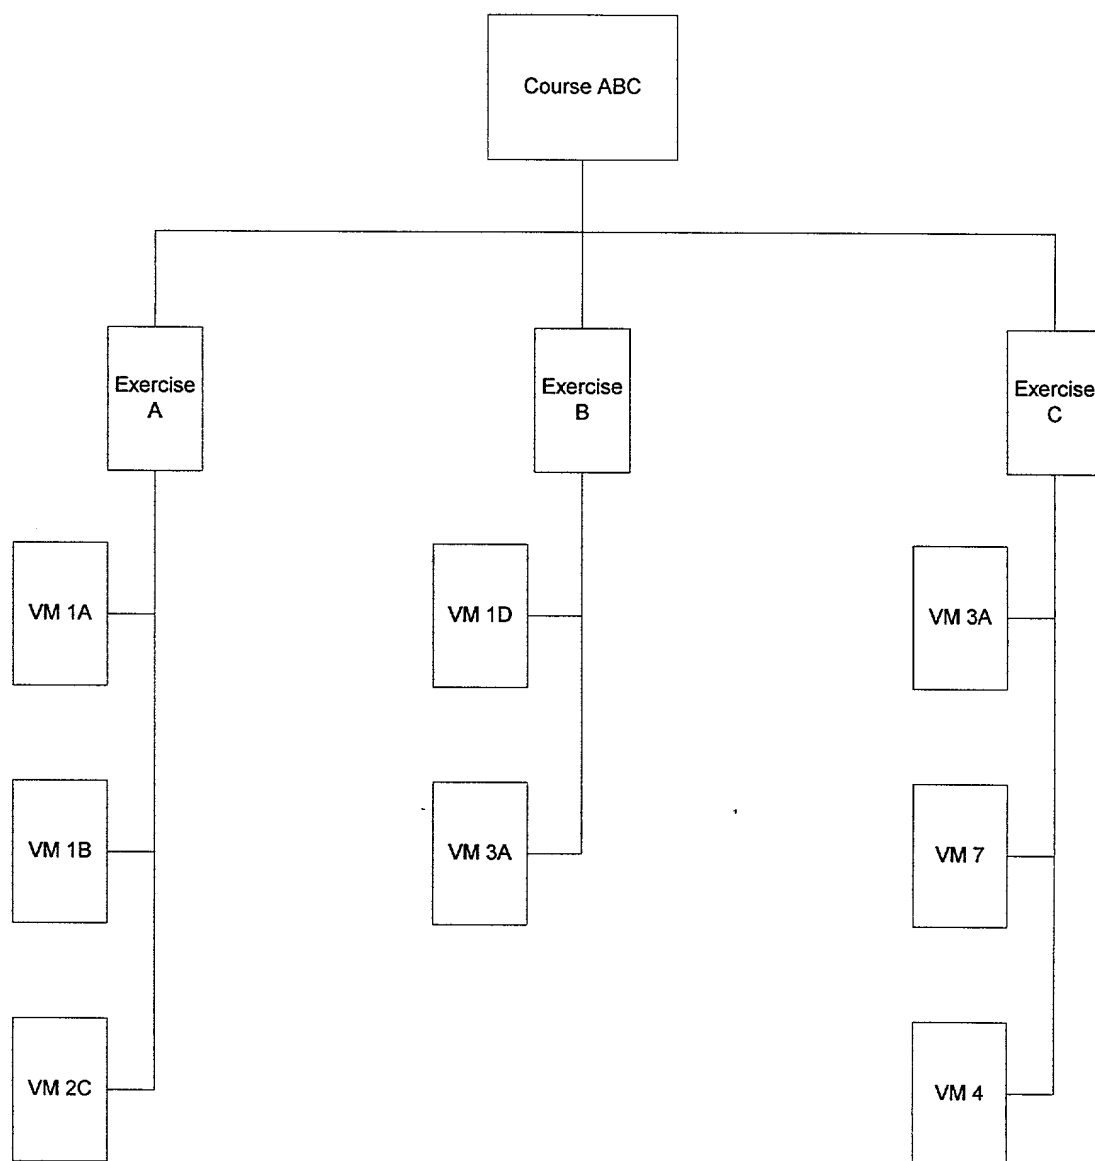 Course ABC
Exercise
A
Exercise
B
Exercise
C
VM 1A
VM 1D
VM 3A
VM 1B
VM 3A
VM 7
VM 2C
VM 4